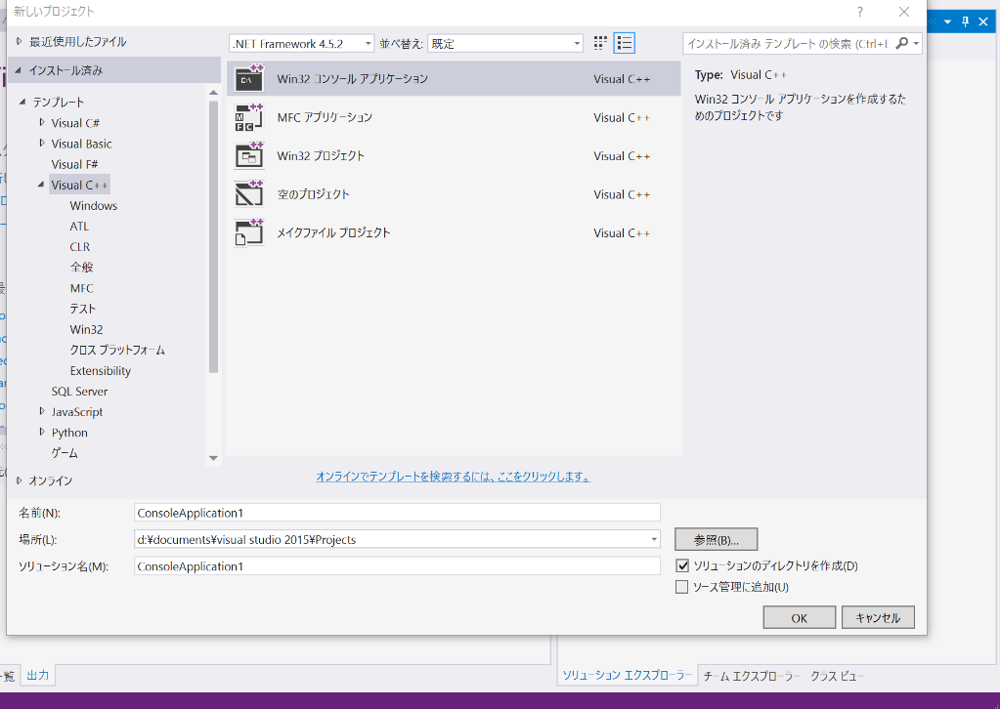 新しいプロジェクト
?
最近使用したファイル
.NET Framework 4.5.2
並べ替え:
既定
インストール済み テンプレート の検索 (Ctrl+E
インストール済み
テンプレート
Visual C#
Visual Basic
Visual F#
Visual C++
Windows
ATL
CLR
全般
MFC
テスト
Win32
クロス プラットフォーム
Extensibility
SQL Server
JavaScript
Python
ゲーム
オンライン
Win32 コンソール アプリケーション Visual C++
MFC アプリケーション Visual C++
Win32 プロジェクト Visual C++
空のプロジェクト Visual C++
メイクファイル プロジェクト Visual C++
Type: Visual C++
Win32 コンソール アプリケーションを作成するた
めのプロジェクトです
オンラインでテンプレートを検索するには、ここをクリックします。
名前(N): ConsoleApplication1
場所(L): d:¥documents¥visual studio 2015¥Projects
参照(B)...
ソリューション名(M): ConsoleApplication1
ソリューションのディレクトリを作成(D)
ソース管理に追加(U)
OK
キャンセル
一覧
出力
ソリューション エクスプローラー
チーム エクスプローラー
クラス ビュー